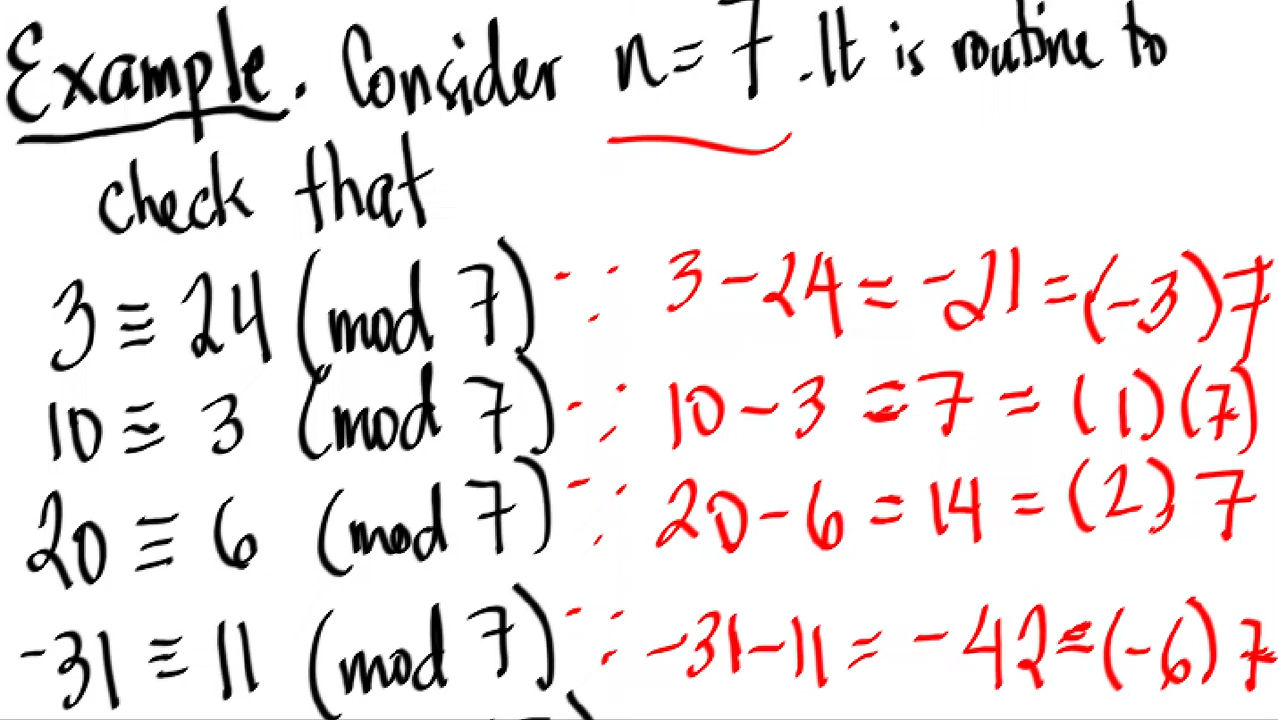 Example. Consider n = 7. It is routine to
check that
3 ≡ 24 (mod 7) ∵ 3 - 24 = -21 = (-3)7
10 ≡ 3 (mod 7) ∵ 10 - 3 = 7 = (1)(7)
20 ≡ 6 (mod 7) ∵ 20 - 6 = 14 = (2)7
-31 ≡ 11 (mod 7) ∵ -31 - 11 = -42 = (-6)7